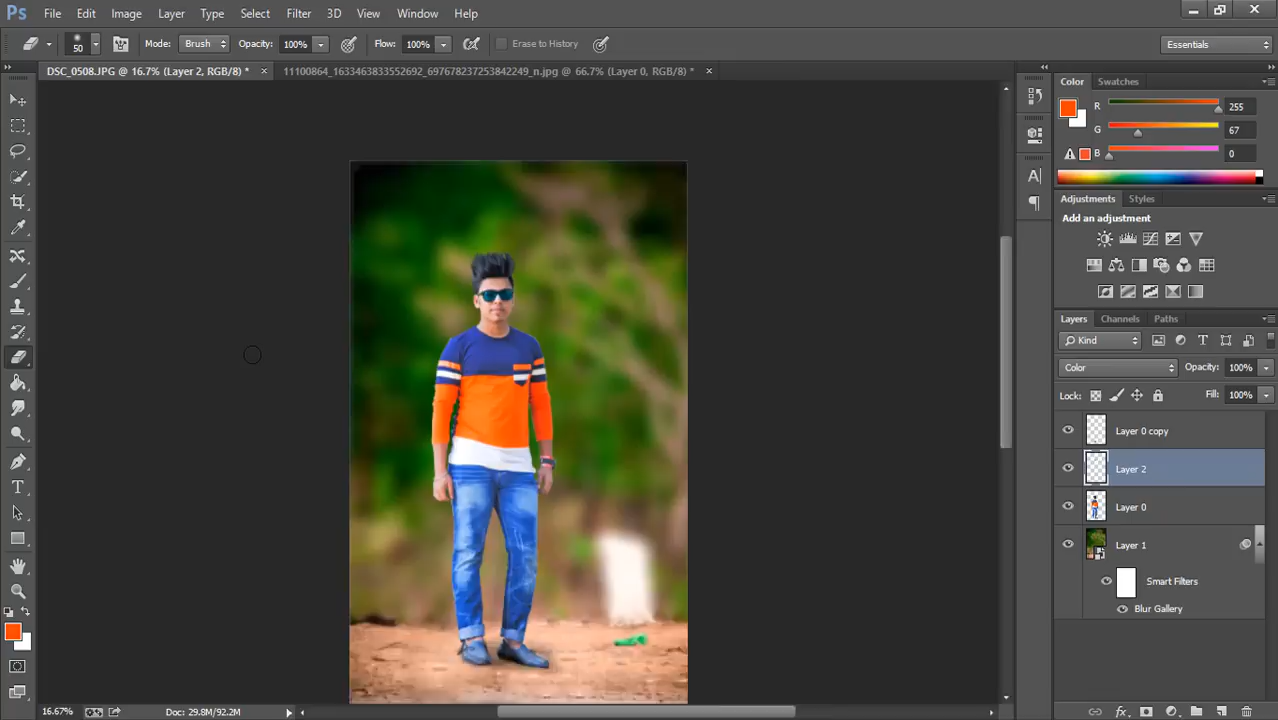 Ps File Edit Image Layer Type Select Filter 3D View Window Help
50 Mode: Brush Opacity: 100% Flow: 100% Erase to History Essentials
DSC_0508.JPG @ 16.7% (Layer 2, RGB/8) * × 11100864_1633463833552692_697678237253842249_n.jpg @ 66.7% (Layer 0, RGB/8) * ×
Color Swatches
R 255
G 67
B 0
Adjustments Styles
Add an adjustment
Layers Channels Paths
Kind
Color Opacity: 100%
Lock: Fill: 100%
Layer 0 copy
Layer 2
Layer 0
Layer 1
Smart Filters
Blur Gallery
16.67% Doc: 29.8M/92.2M